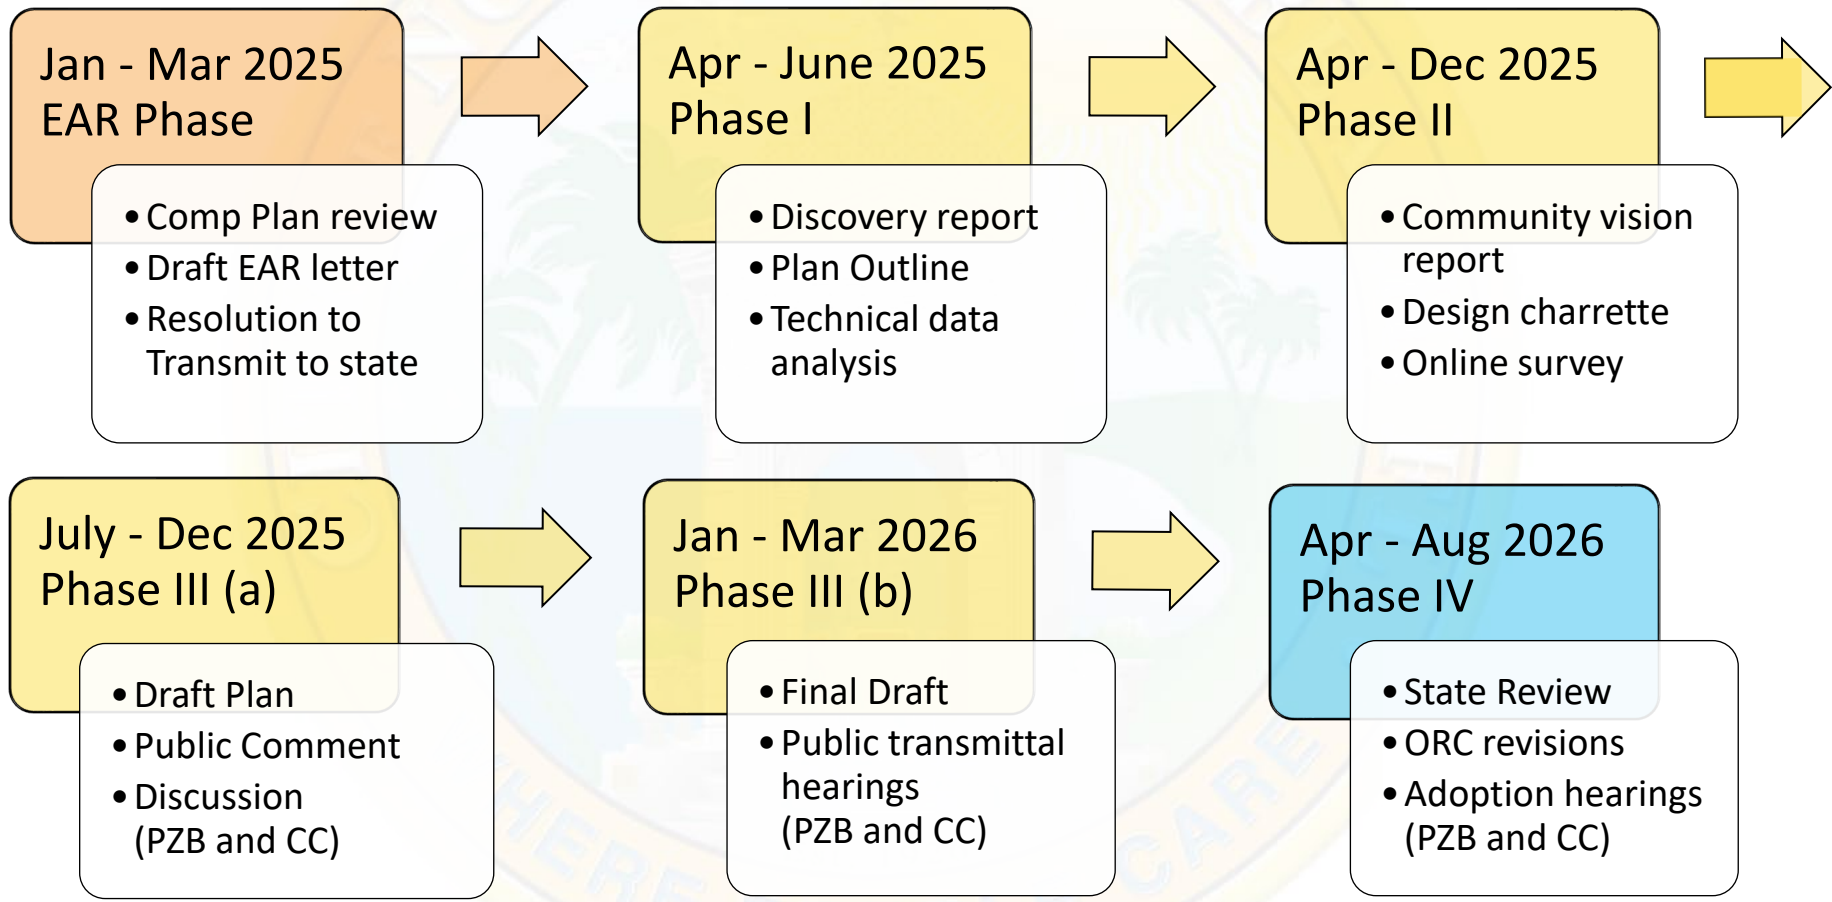 Jan - Mar 2025
EAR Phase
• Comp Plan review
• Draft EAR letter
• Resolution to
Transmit to state
Apr - June 2025
Phase I
• Discovery report
• Plan Outline
• Technical data
analysis
Apr - Dec 2025
Phase II
• Community vision
report
• Design charrette
• Online survey
July - Dec 2025
Phase III (a)
• Draft Plan
• Public Comment
• Discussion
(PZB and CC)
Jan - Mar 2026
Phase III (b)
• Final Draft
• Public transmittal
hearings
(PZB and CC)
Apr - Aug 2026
Phase IV
• State Review
• ORC revisions
• Adoption hearings
(PZB and CC)